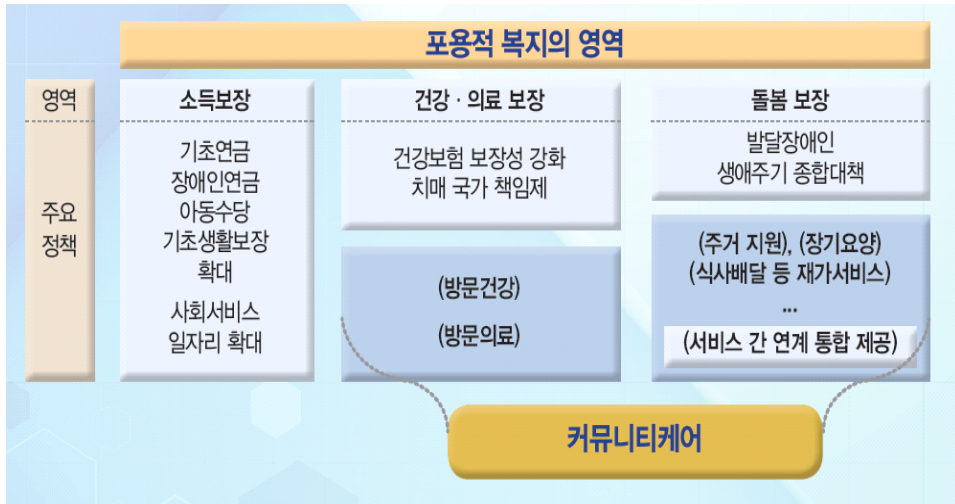 포용적 복지의 영역
영역
주요
정책
소득보장
기초연금
장애인연금
아동수당
기초생활보장
확대
사회서비스
일자리 확대
건강 · 의료 보장
건강보험 보장성 강화
치매 국가 책임제
(방문건강)
(방문의료)
돌봄 보장
발달장애인
생애주기 종합대책
(주거 지원), (장기요양)
(식사배달 등 재가서비스)
...
(서비스 간 연계 통합 제공)
커뮤니티케어